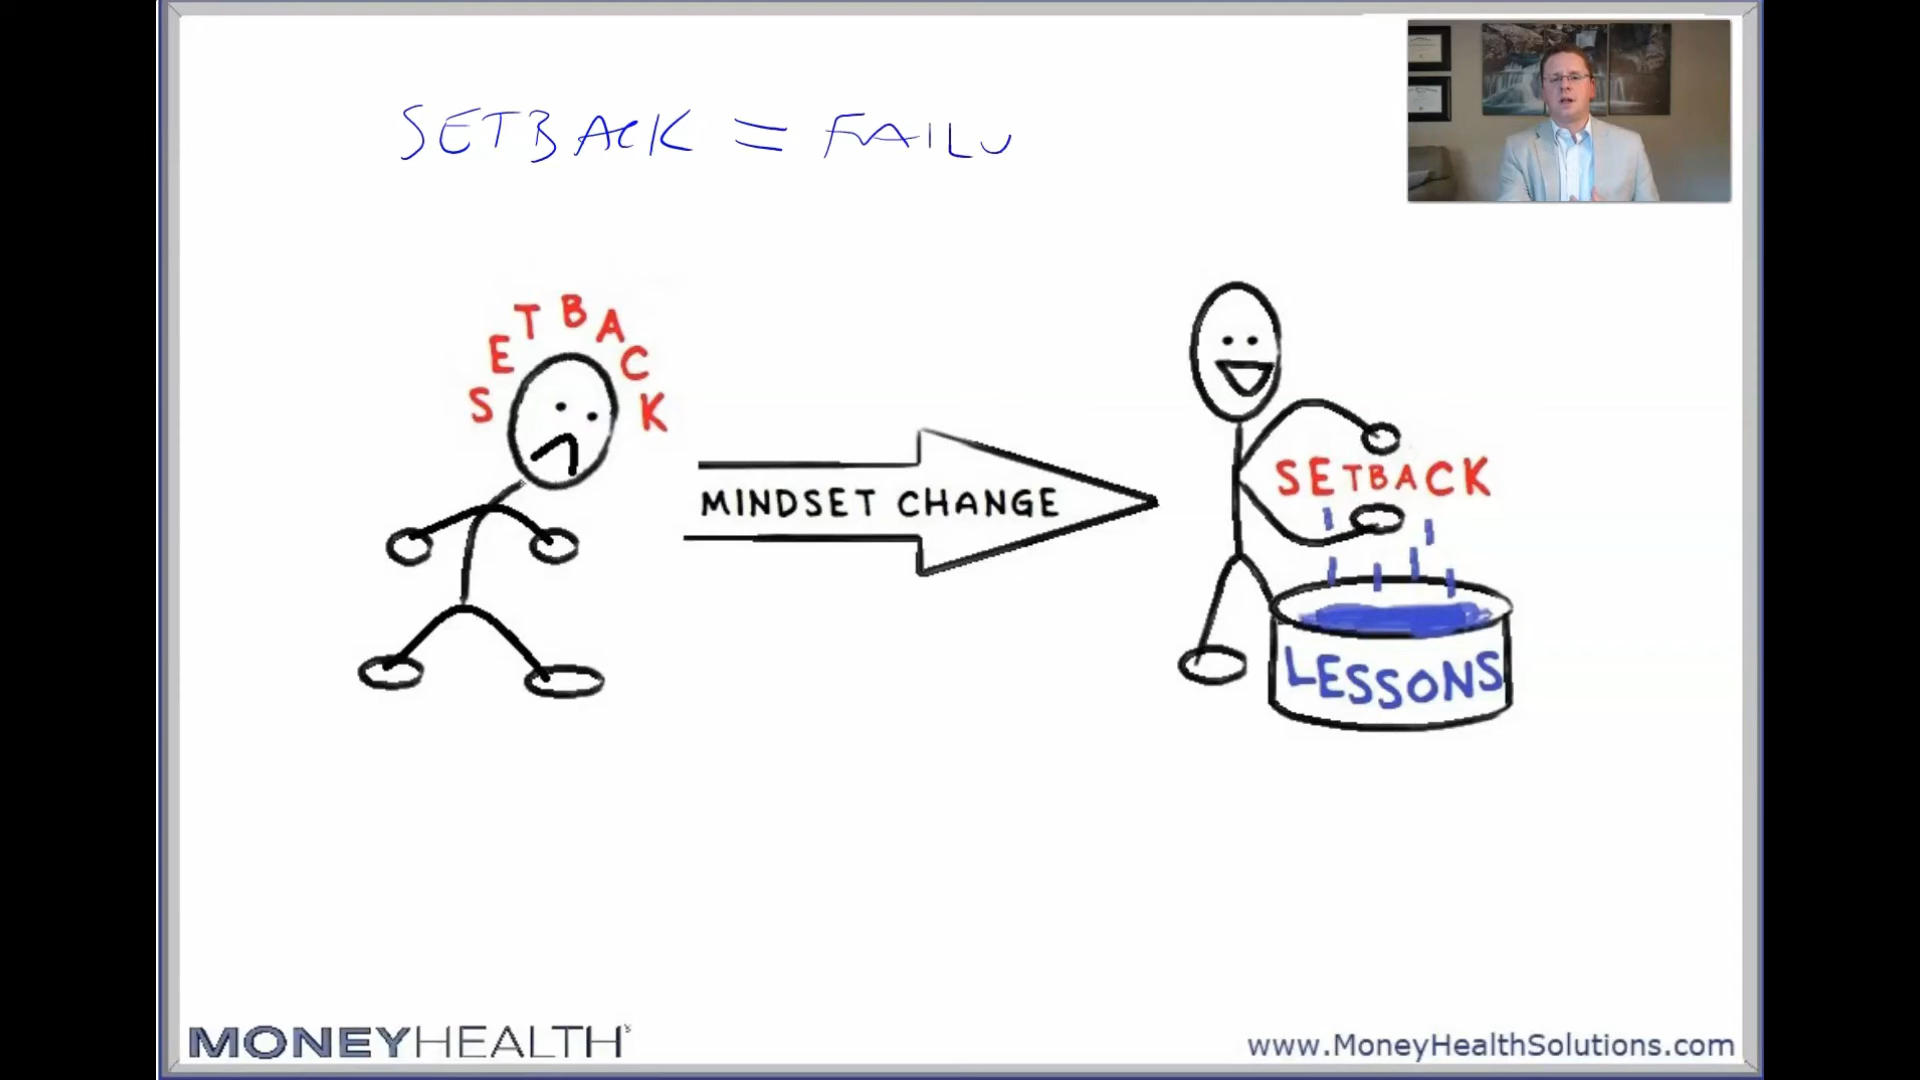 SETBACK = FAILU
SETBACK
MINDSET CHANGE
SETBACK
LESSONS
MONEYHEALTH
www.MoneyHealthSolutions.com